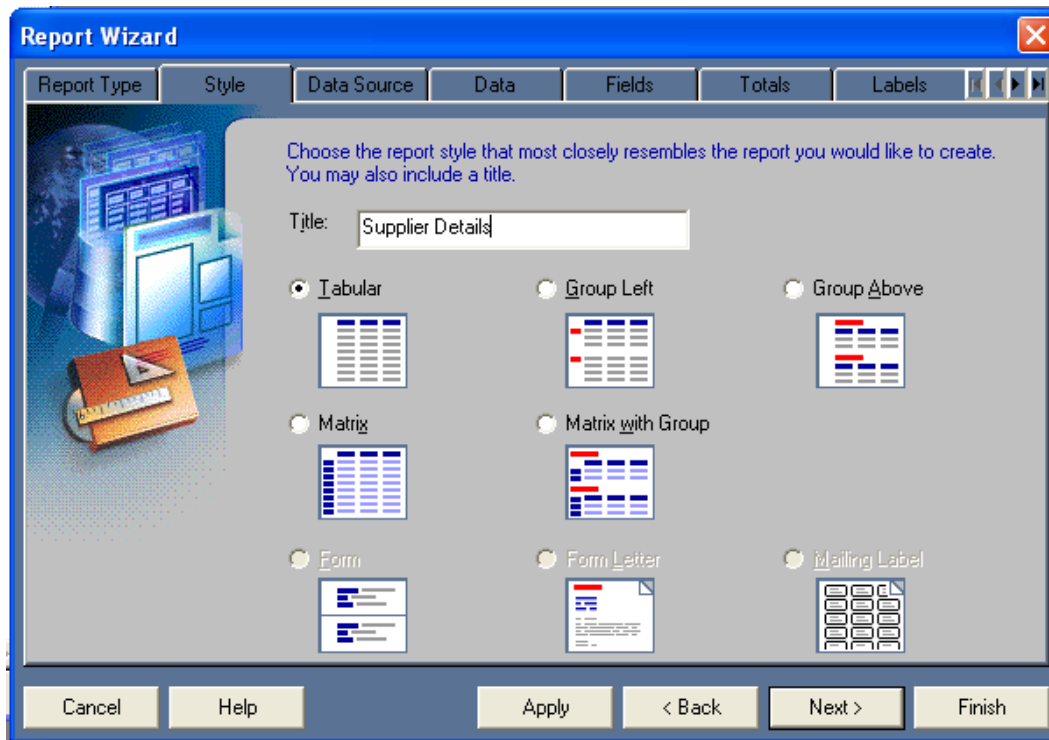 Report Wizard
Report Type Style Data Source Data Fields Totals Labels
Choose the report style that most closely resembles the report you would like to create.
You may also include a title.
Title: Supplier Details
Tabular Group Left Group Above
Matrix Matrix with Group
Form Form Letter Mailing Label
Cancel Help Apply < Back Next > Finish